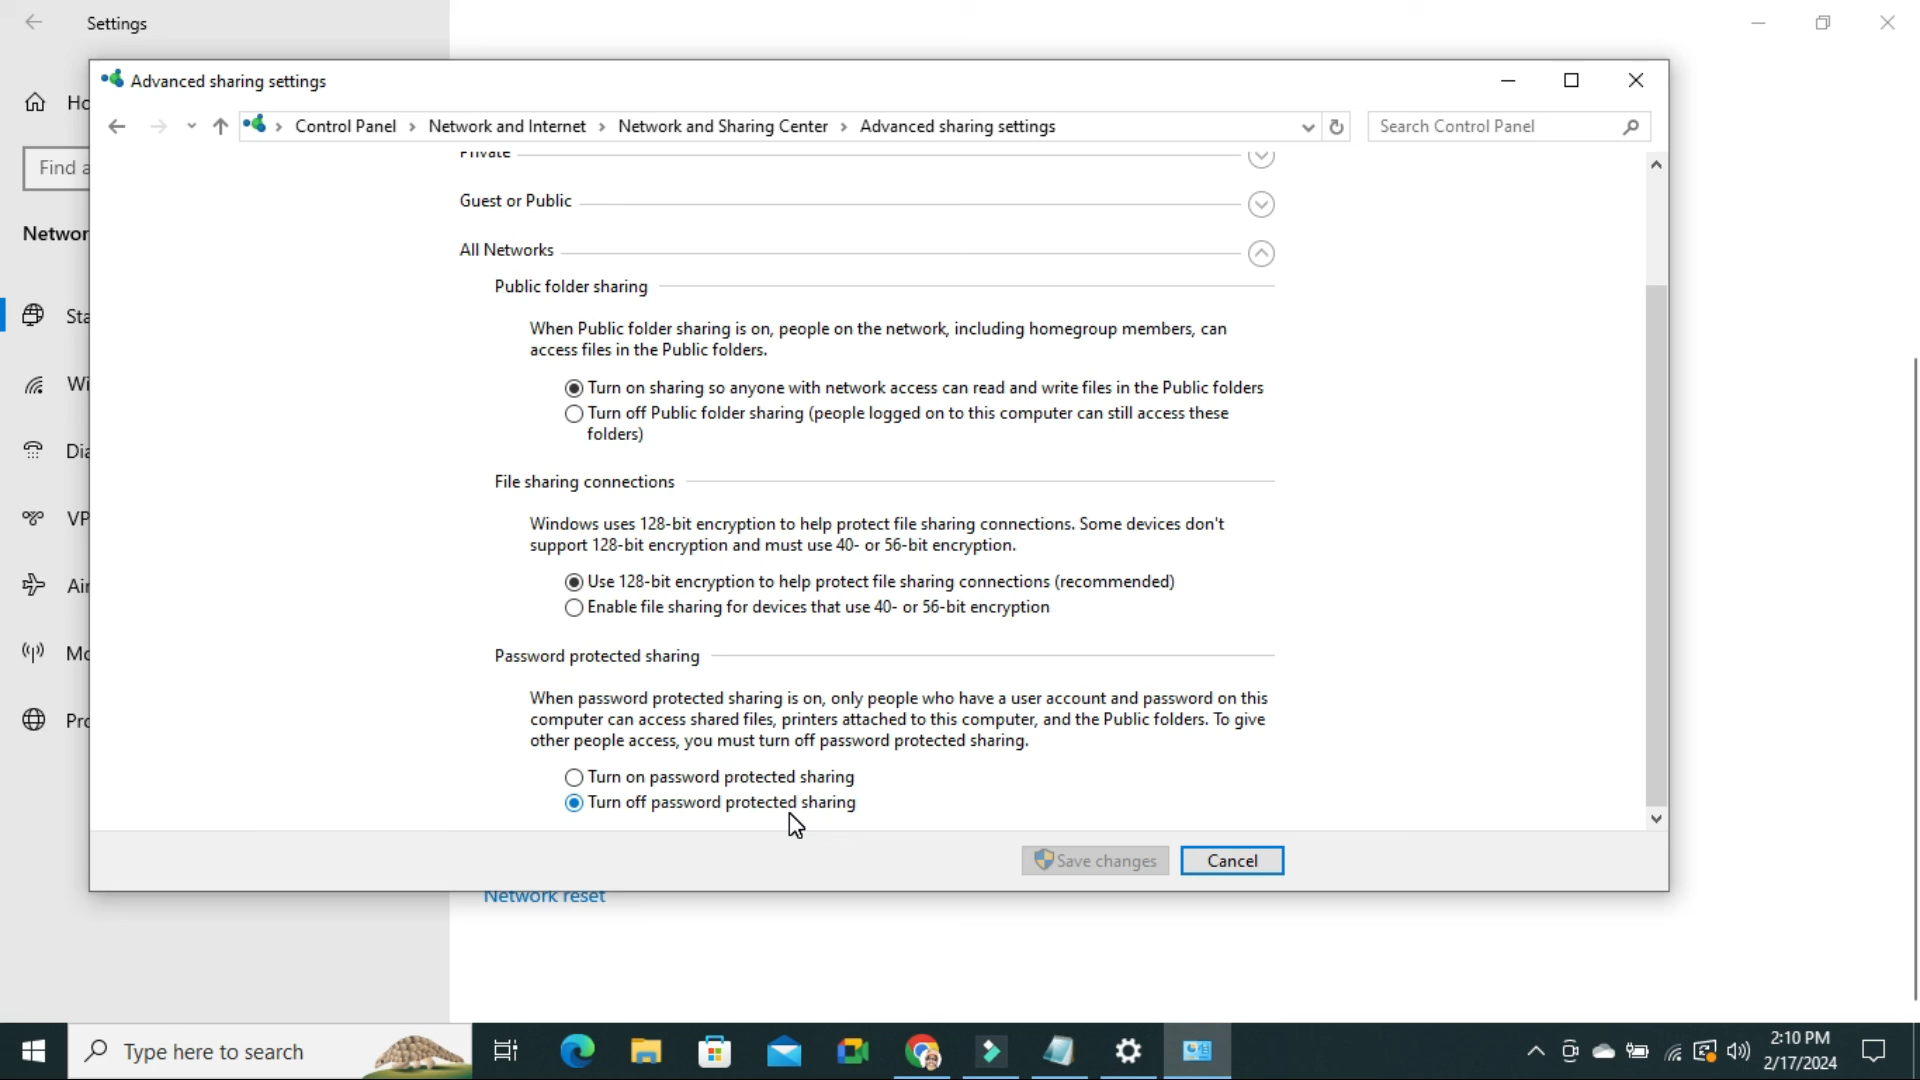 Settings
Advanced sharing settings
Control Panel > Network and Internet > Network and Sharing Center > Advanced sharing settings
Search Control Panel
Ho
Find a
Networ
Sta
Wi
Dia
VP
Air
Mo
Pro
Private
Guest or Public
All Networks
Public folder sharing
When Public folder sharing is on, people on the network, including homegroup members, can
access files in the Public folders.
Turn on sharing so anyone with network access can read and write files in the Public folders
Turn off Public folder sharing (people logged on to this computer can still access these
folders)
File sharing connections
Windows uses 128-bit encryption to help protect file sharing connections. Some devices don't
support 128-bit encryption and must use 40- or 56-bit encryption.
Use 128-bit encryption to help protect file sharing connections (recommended)
Enable file sharing for devices that use 40- or 56-bit encryption
Password protected sharing
When password protected sharing is on, only people who have a user account and password on this
computer can access shared files, printers attached to this computer, and the Public folders. To give
other people access, you must turn off password protected sharing.
Turn on password protected sharing
Turn off password protected sharing
Save changes
Cancel
Network reset
Type here to search
2:10 PM
2/17/2024